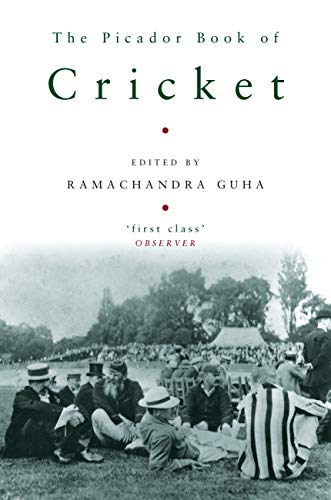 The Picador Book of
Cricket
EDITED BY
RAMACHANDRA GUHA
‘first class’
OBSERVER